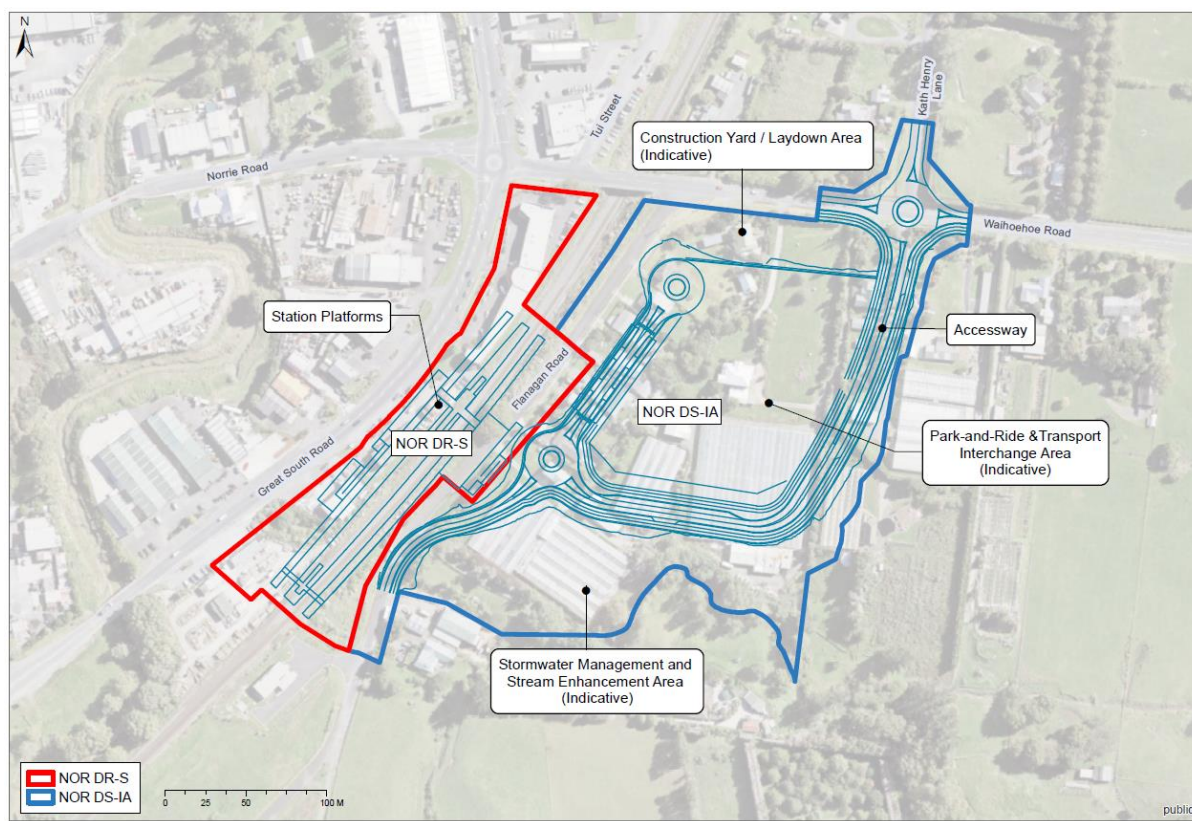 N
Kath Henry
Lane
Tui Street
Construction Yard / Laydown Area
(Indicative)
Norrie Road
Waihoehoe Road
Station Platforms
Accessway
Flanagan Road
NOR DS-IA
NOR DR-S
Great South Road
Park-and-Ride &Transport
Interchange Area
(Indicative)
Stormwater Management and
Stream Enhancement Area
(Indicative)
NOR DR-S
NOR DS-IA
0 25 50 100 M
public